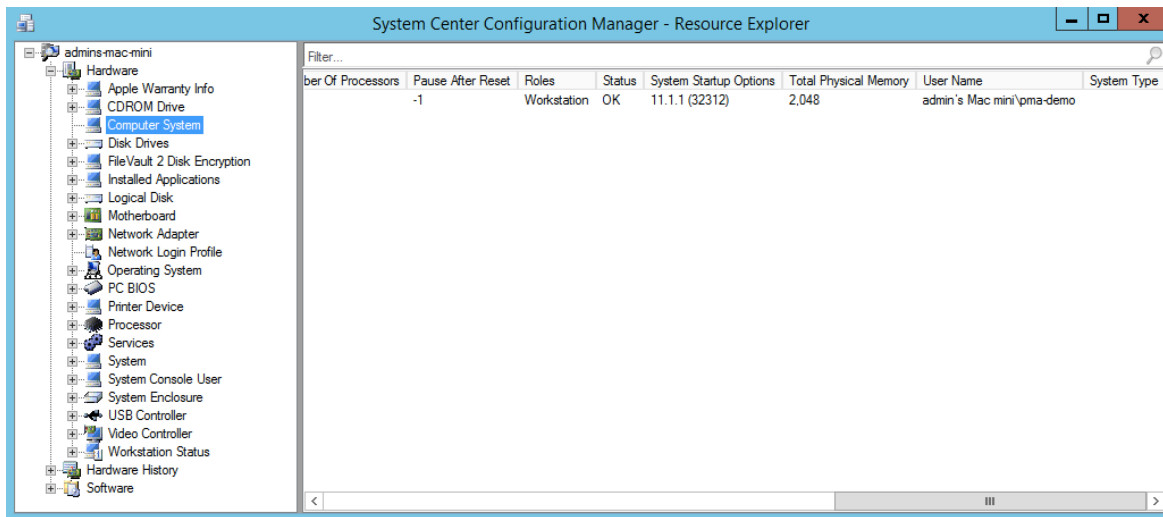 System Center Configuration Manager - Resource Explorer
x
admins-mac-mini
Hardware
Apple Warranty Info
CDROM Drive
Computer System
Disk Drives
FileVault 2 Disk Encryption
Installed Applications
Logical Disk
Motherboard
Network Adapter
Network Login Profile
Operating System
PC BIOS
Printer Device
Processor
Services
System
System Console User
System Enclosure
USB Controller
Video Controller
Workstation Status
Hardware History
Software
Filter...
ber Of Processors Pause After Reset Roles Status System Startup Options Total Physical Memory User Name System Type
-1 Workstation OK 11.1.1 (32312) 2,048 admin's Mac mini\pma-demo